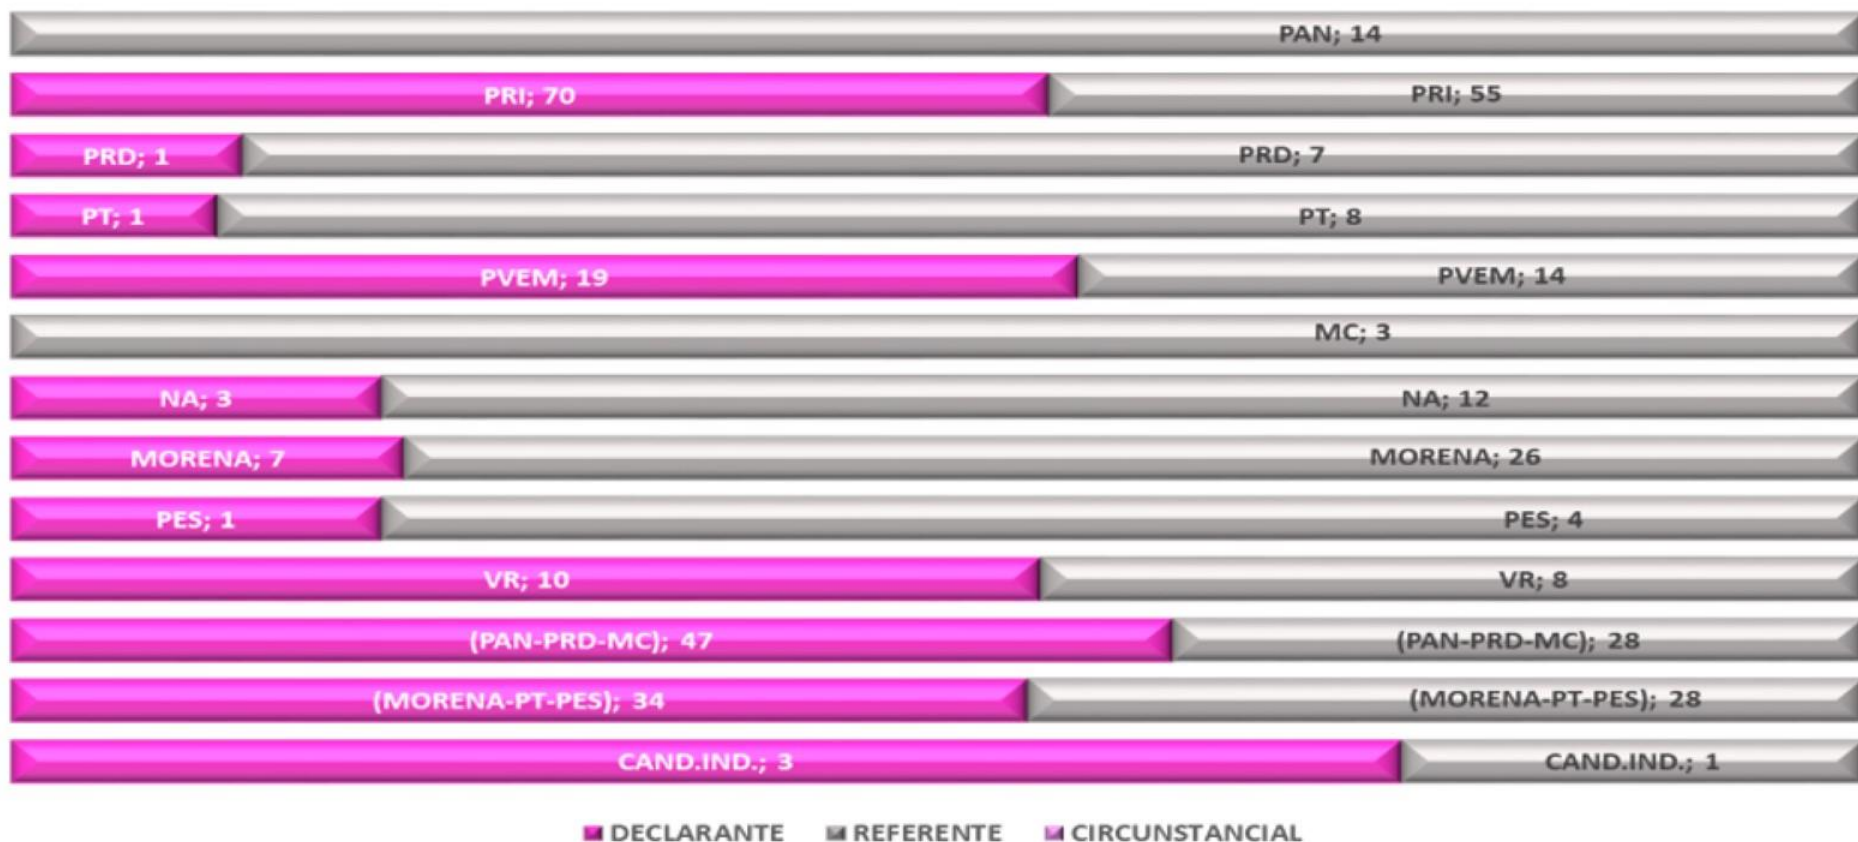 PAN; 14
PRI; 70 PRI; 55
PRD; 1 PRD; 7
PT; 1 PT; 8
PVEM; 19 PVEM; 14
MC; 3
NA; 3 NA; 12
MORENA; 7 MORENA; 26
PES; 1 PES; 4
VR; 10 VR; 8
(PAN-PRD-MC); 47 (PAN-PRD-MC); 28
(MORENA-PT-PES); 34 (MORENA-PT-PES); 28
CAND.IND.; 3 CAND.IND.; 1
DECLARANTE REFERENTE CIRCUNSTANCIAL